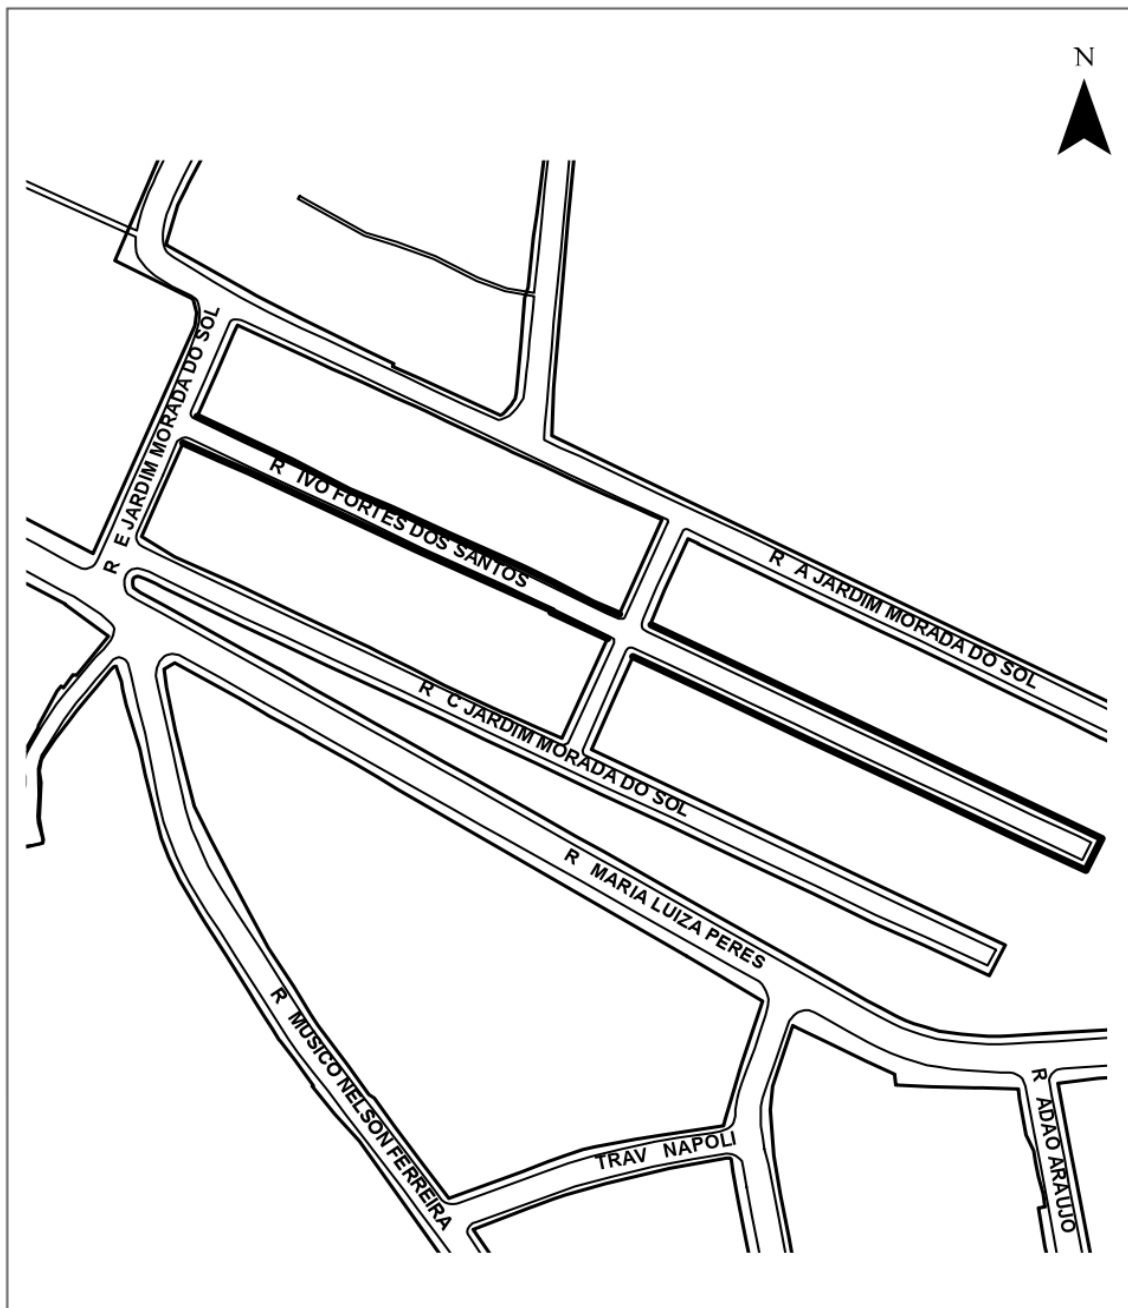 N
R E JARDIM MORADA DO SOL
R IVO FORTES DOS SANTOS
R A JARDIM MORADA DO SOL
R C JARDIM MORADA DO SOL
R MARIA LUIZA PERES
R MUSICO NELSON FERREIRA
TRAV NAPOLI
R ADAO ARAUJO